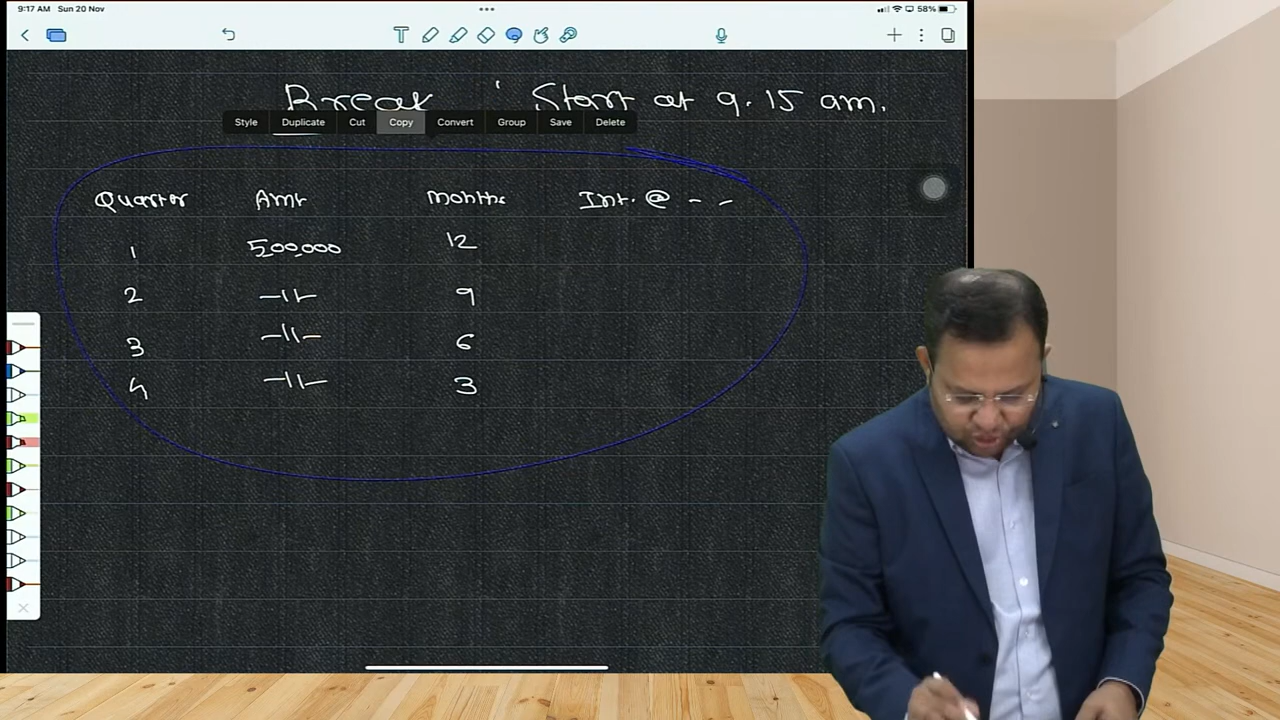 9:17 AM Sun 20 Nov
58%
Break Start at 9.15 am.
Style Duplicate Cut Copy Convert Group Save Delete
Quarter Amt Months Int. @ - -
1 500,000 12
2 -11- 9
3 -11- 6
4 -11- 3